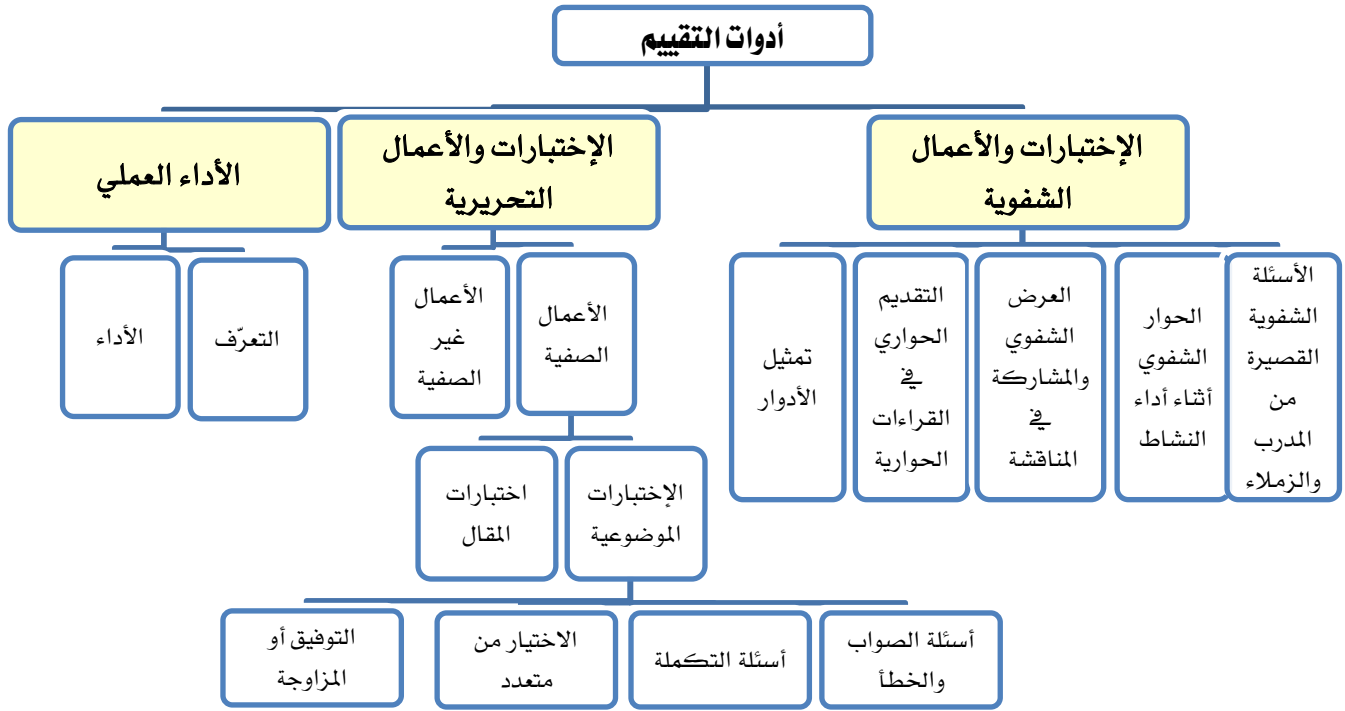 أدوات التقييم
الإختبارات والأعمال
الشفوية
الإختبارات والأعمال
التحريرية
الأداء العملي
الأسئلة
الشفوية
القصيرة
من
المدرب
والزملاء
الحوار
الشفوي
أثناء أداء
النشاط
العرض
الشفوي
والمشاركة
في
المناقشة
التقديم
الحواري
في
القراءات
الحوارية
تمثيل
الأدوار
الأعمال
الصفية
الأعمال
غير
الصفية
التعرّف
الأداء
الإختبارات
الموضوعية
اختبارات
المقال
أسئلة الصواب
والخطأ
أسئلة التكملة
الاختيار من
متعدد
التوفيق أو
المزاوجة